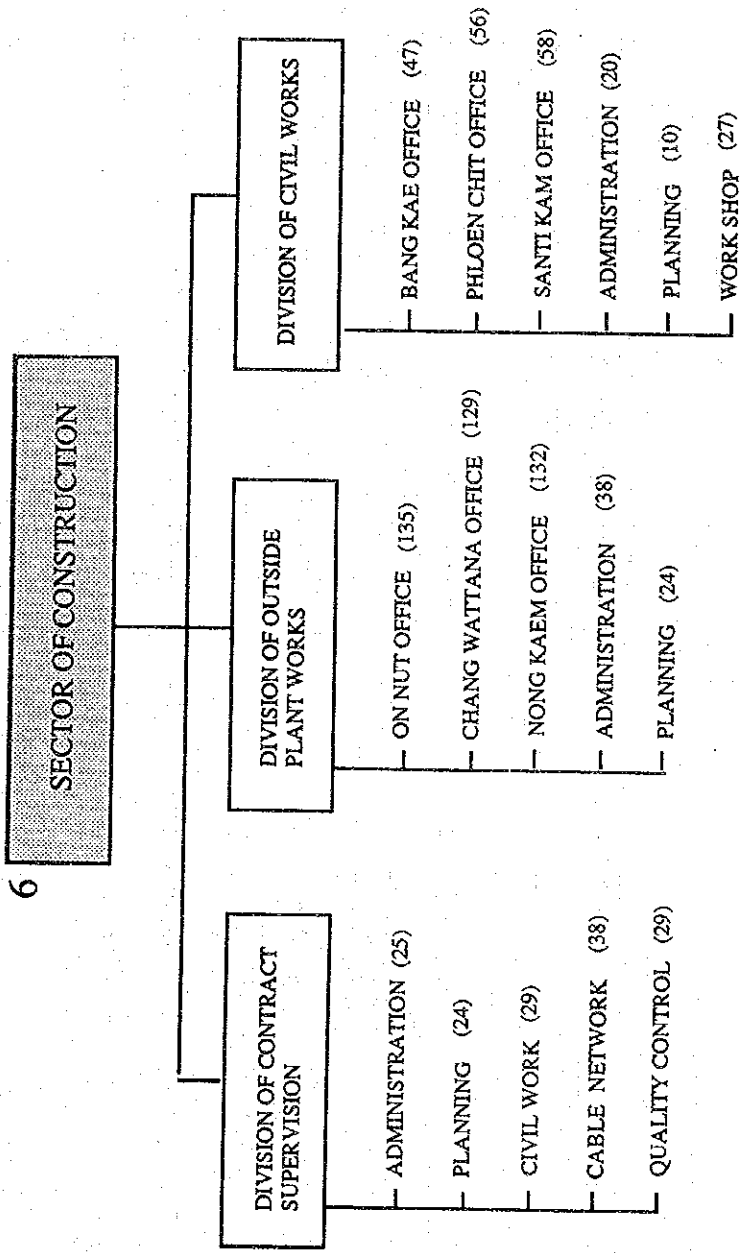 6
SECTOR OF CONSTRUCTION
DIVISION OF CONTRACT
SUPERVISION
ADMINISTRATION (25)
PLANNING (24)
CIVIL WORK (29)
CABLE NETWORK (38)
QUALITY CONTROL (29)
DIVISION OF OUTSIDE
PLANT WORKS
ON NUT OFFICE (135)
CHANG WATTANA OFFICE (129)
NONG KAEM OFFICE (132)
ADMINISTRATION (38)
PLANNING (24)
DIVISION OF CIVIL WORKS
BANG KAE OFFICE (47)
PHLOEN CHIT OFFICE (56)
SANTI KAM OFFICE (58)
ADMINISTRATION (20)
PLANNING (10)
WORK SHOP (27)